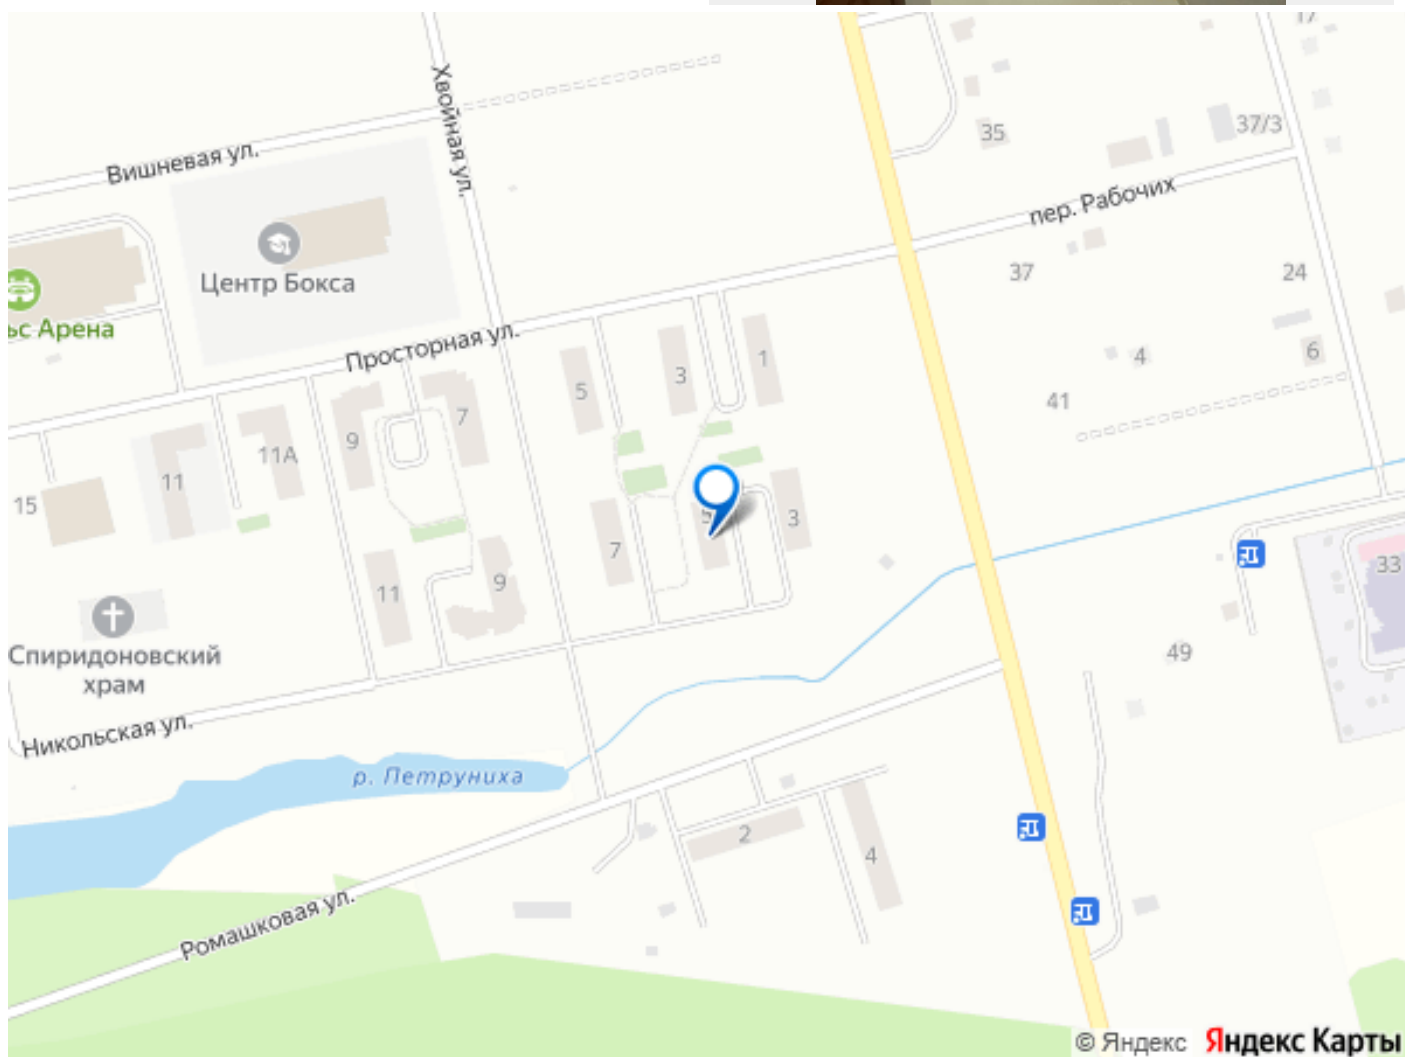 17
Хвойная ул.
37/3
35
Вишневая ул.
пер. Рабочих
Центр Бокса
37
24
ьс Арена
Просторная ул.
5
3
1
4
6
41
9
7
11А
11
15
5
3
7
11
9
33
Спиридоновский
храм
49
Никольская ул.
р. Петруниха
2
4
Ромашковая ул.
© Яндекс
Яндекс Карты